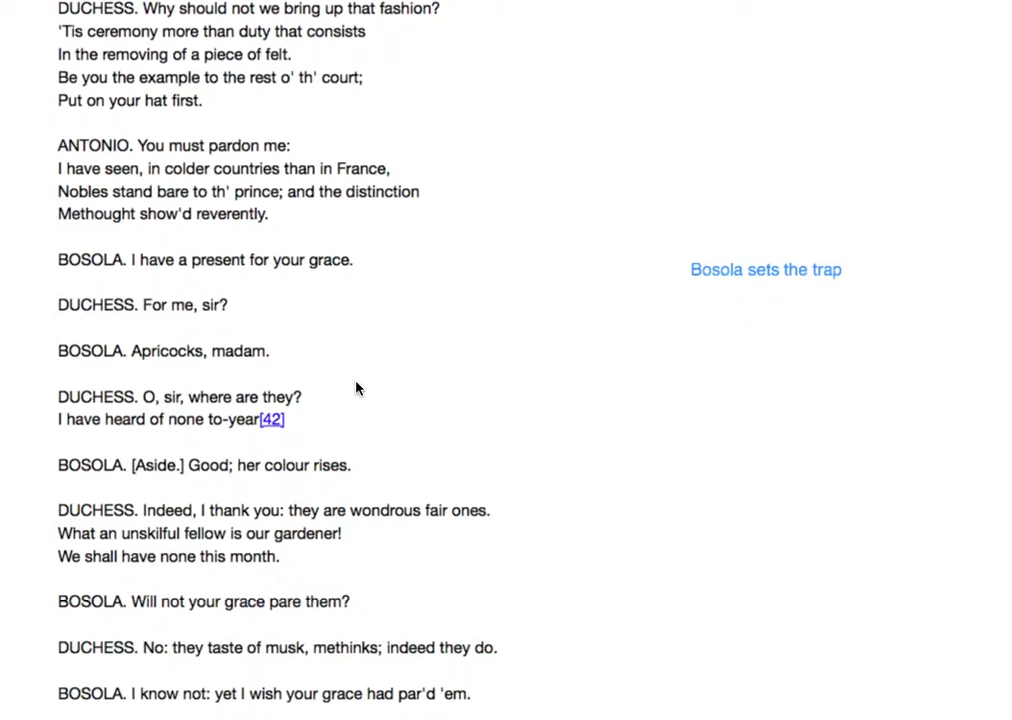 DUCHESS. Why should not we bring up that fashion?
'Tis ceremony more than duty that consists
In the removing of a piece of felt.
Be you the example to the rest o' th' court;
Put on your hat first.
ANTONIO. You must pardon me:
I have seen, in colder countries than in France,
Nobles stand bare to th' prince; and the distinction
Methought show'd reverently.
BOSOLA. I have a present for your grace.
Bosola sets the trap
DUCHESS. For me, sir?
BOSOLA. Apricocks, madam.
DUCHESS. O, sir, where are they?
I have heard of none to-year[42]
BOSOLA. [Aside.] Good; her colour rises.
DUCHESS. Indeed, I thank you: they are wondrous fair ones.
What an unskilful fellow is our gardener!
We shall have none this month.
BOSOLA. Will not your grace pare them?
DUCHESS. No: they taste of musk, methinks; indeed they do.
BOSOLA. I know not: yet I wish your grace had par'd 'em.